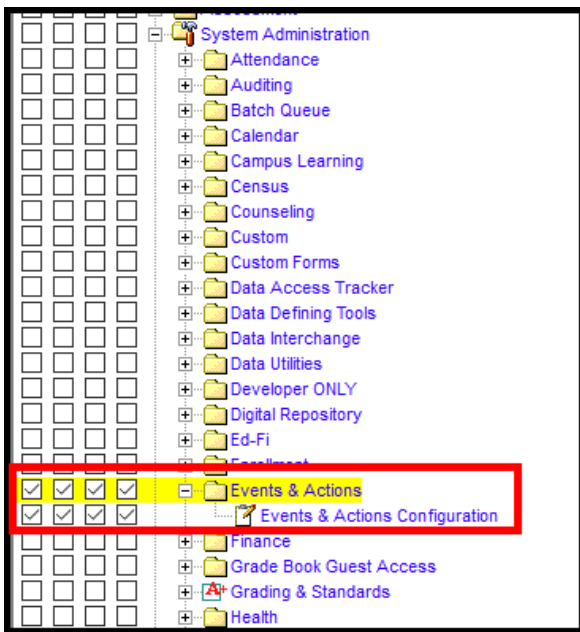 System Administration
Attendance
Auditing
Batch Queue
Calendar
Campus Learning
Census
Counseling
Custom
Custom Forms
Data Access Tracker
Data Defining Tools
Data Interchange
Data Utilities
Developer ONLY
Digital Repository
Ed-Fi
Enrollment
Events & Actions
Events & Actions Configuration
Finance
Grade Book Guest Access
A+ Grading & Standards
Health